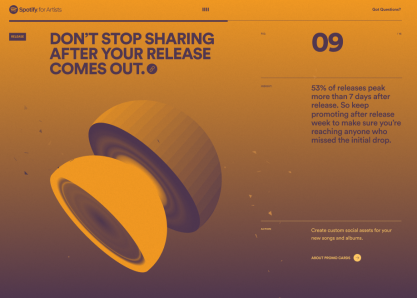 Spotify for Artists
Got Questions?
DON'T STOP SHARING
AFTER YOUR RELEASE
COMES OUT.
09
53% of releases peak
more than 7 days after
release. So keep
promoting after release
week to make sure you're
reaching anyone who
missed the initial drop.
Create custom social assets for your
new songs and albums.
ABOUT PROMO CARDS